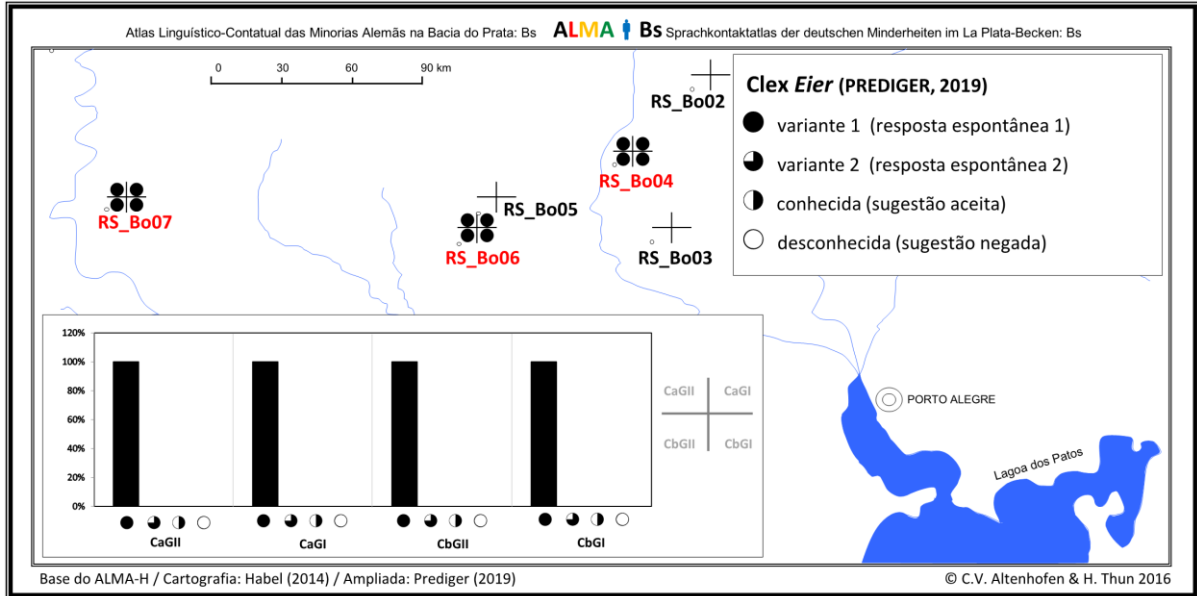 Atlas Linguístico-Contatual das Minorias Alemãs na Bacia do Prata: Bs ALMA Bs Sprachkontaktatlas der deutschen Minderheiten im La Plata-Becken: Bs
0 30 60 90 km
RS_Bo02
RS_Bo04
RS_Bo07
RS_Bo05
RS_Bo06
RS_Bo03
Clex Eier (PREDIGER, 2019)
variante 1 (resposta espontânea 1)
variante 2 (resposta espontânea 2)
conhecida (sugestão aceita)
desconhecida (sugestão negada)
120%
100%
80%
60%
40%
20%
0%
CaGII CaGI CbGII CbGI
CaGII CaGI
CbGII CbGI
PORTO ALEGRE
Lagoa dos Patos
Base do ALMA-H / Cartografia: Habel (2014) / Ampliada: Prediger (2019) © C.V. Altenhofen & H. Thun 2016